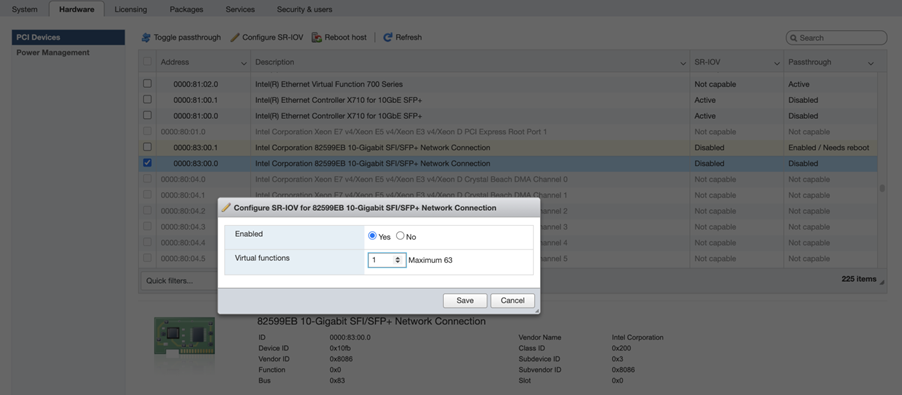 System Hardware Licensing Packages Services Security & users
PCI Devices
Power Management
Toggle passthrough Configure SR-IOV Reboot host Refresh Search
Address Description SR-IOV Passthrough
0000:81:02.0 Intel(R) Ethernet Virtual Function 700 Series Not capable Active
0000:81:00.1 Intel(R) Ethernet Controller X710 for 10GbE SFP+ Active Disabled
0000:81:00.0 Intel(R) Ethernet Controller X710 for 10GbE SFP+ Active Disabled
0000:80:01.0 Intel Corporation Xeon E7 v4/Xeon E5 v4/Xeon E3 v4/Xeon D PCI Express Root Port 1 Not capable Not capable
0000:83:00.1 Intel Corporation 82599EB 10-Gigabit SFI/SFP+ Network Connection Disabled Enabled / Needs reboot
0000:83:00.0 Intel Corporation 82599EB 10-Gigabit SFI/SFP+ Network Connection Disabled Disabled
0000:80:04.0 Intel Corporation Xeon E7 v4/Xeon E5 v4/Xeon E3 v4/Xeon D Crystal Beach DMA Channel 0 Not capable Not capable
0000:80:04.1 Intel Corporation Xeon E7 v4/Xeon E5 v4/Xeon E3 v4/Xeon D Crystal Beach DMA Channel 1 Not capable Not capable
0000:80:04.2 Channel 2 Not capable Not capable
0000:80:04.3 Channel 3 Not capable Not capable
0000:80:04.4 Channel 4 Not capable Not capable
0000:80:04.5 Channel 5 Not capable Not capable
Quick filters... 225 items
Configure SR-IOV for 82599EB 10-Gigabit SFI/SFP+ Network Connection
Enabled Yes No
Virtual functions 1 Maximum 63
Save Cancel
82599EB 10-Gigabit SFI/SFP+ Network Connection
ID 0000:83:00.0 Vendor Name Intel Corporation
Device ID 0x10fb Class ID 0x200
Vendor ID 0x8086 Subdevice ID 0x3
Function 0x0 Subvendor ID 0x8086
Bus 0x83 Slot 0x0